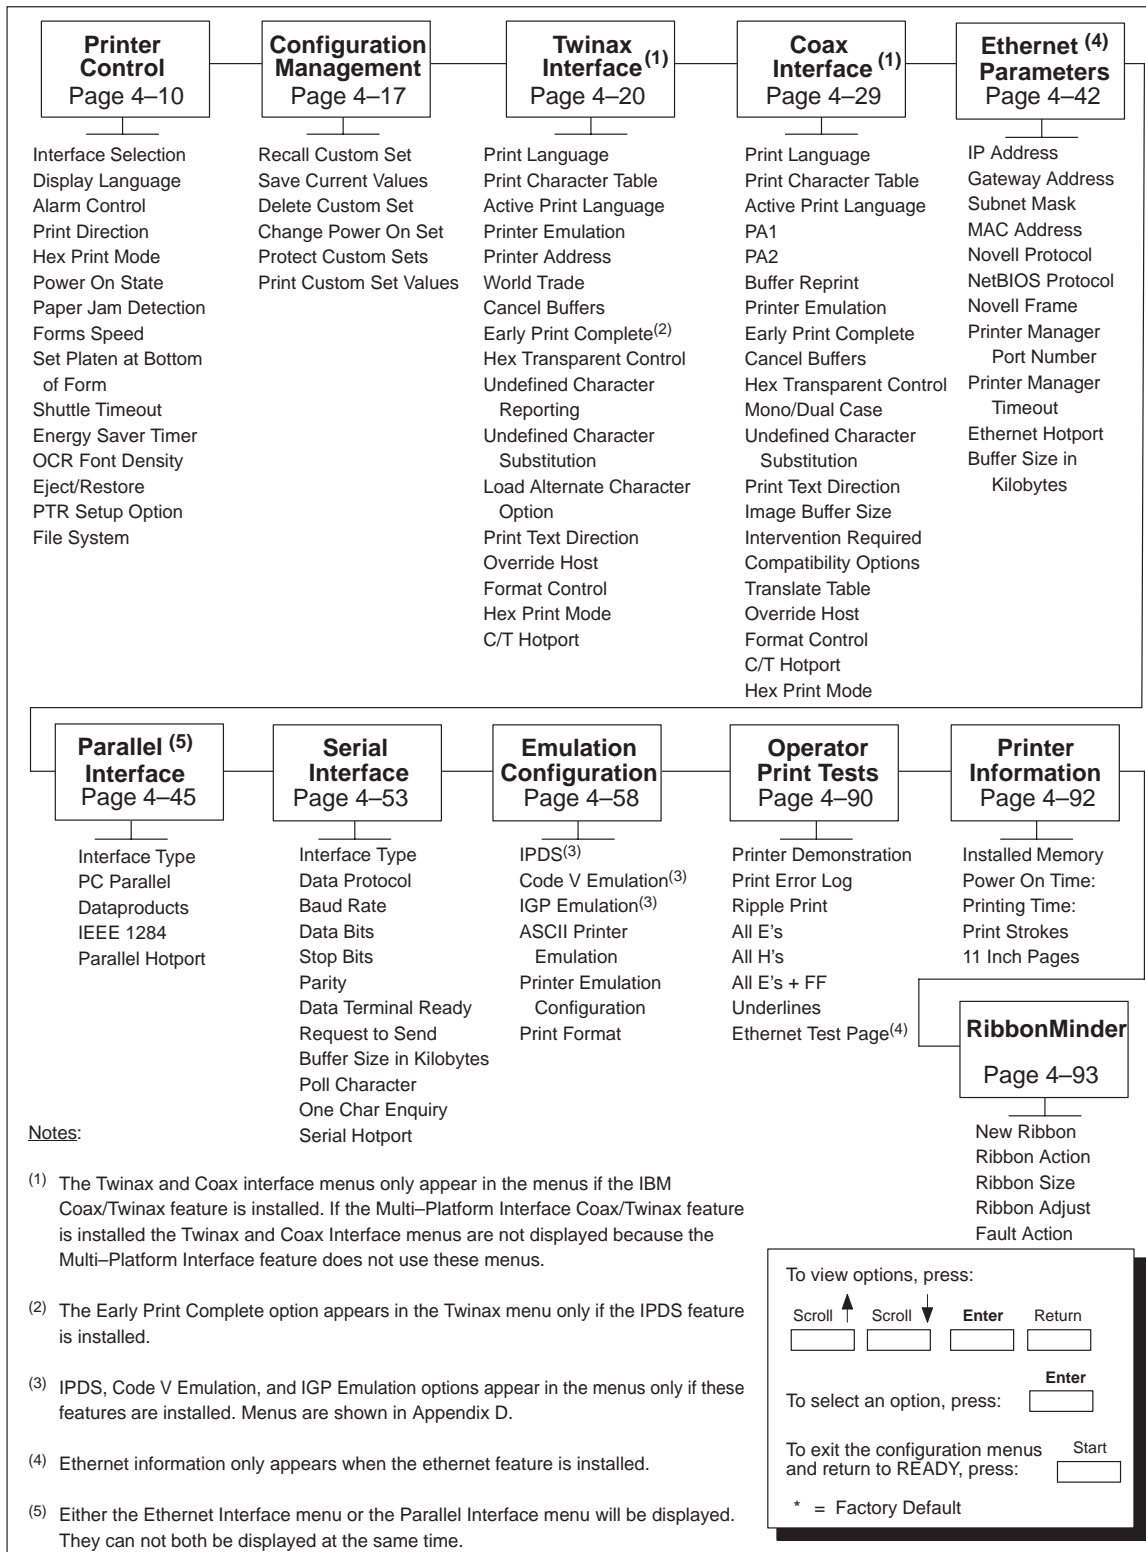 Printer
Control
Page 4–10
Interface Selection
Display Language
Alarm Control
Print Direction
Hex Print Mode
Power On State
Paper Jam Detection
Forms Speed
Set Platen at Bottom
of Form
Shuttle Timeout
Energy Saver Timer
OCR Font Density
Eject/Restore
PTR Setup Option
File System
Configuration
Management
Page 4–17
Recall Custom Set
Save Current Values
Delete Custom Set
Change Power On Set
Protect Custom Sets
Print Custom Set Values
Twinax
Interface (1)
Page 4–20
Print Language
Print Character Table
Active Print Language
Printer Emulation
Printer Address
World Trade
Cancel Buffers
Early Print Complete(2)
Hex Transparent Control
Undefined Character
Reporting
Undefined Character
Substitution
Load Alternate Character
Option
Print Text Direction
Override Host
Format Control
Hex Print Mode
C/T Hotport
Coax
Interface (1)
Page 4–29
Print Language
Print Character Table
Active Print Language
PA1
PA2
Buffer Reprint
Printer Emulation
Early Print Complete
Cancel Buffers
Hex Transparent Control
Mono/Dual Case
Undefined Character
Substitution
Print Text Direction
Image Buffer Size
Intervention Required
Compatibility Options
Translate Table
Override Host
Format Control
C/T Hotport
Hex Print Mode
Ethernet (4)
Parameters
Page 4–42
IP Address
Gateway Address
Subnet Mask
MAC Address
Novell Protocol
NetBIOS Protocol
Novell Frame
Printer Manager
Port Number
Printer Manager
Timeout
Ethernet Hotport
Buffer Size in
Kilobytes
Parallel (5)
Interface
Page 4–45
Interface Type
PC Parallel
Dataproducts
IEEE 1284
Parallel Hotport
Serial
Interface
Page 4–53
Interface Type
Data Protocol
Baud Rate
Data Bits
Stop Bits
Parity
Data Terminal Ready
Request to Send
Buffer Size in Kilobytes
Poll Character
One Char Enquiry
Serial Hotport
Emulation
Configuration
Page 4–58
IPDS(3)
Code V Emulation(3)
IGP Emulation(3)
ASCII Printer
Emulation
Printer Emulation
Configuration
Print Format
Operator
Print Tests
Page 4–90
Printer Demonstration
Print Error Log
Ripple Print
All E's
All H's
All E's + FF
Underlines
Ethernet Test Page(4)
Printer
Information
Page 4–92
Installed Memory
Power On Time:
Printing Time:
Print Strokes
11 Inch Pages
RibbonMinder
Page 4–93
New Ribbon
Ribbon Action
Ribbon Size
Ribbon Adjust
Fault Action
Notes:
(1) The Twinax and Coax interface menus only appear in the menus if the IBM
Coax/Twinax feature is installed. If the Multi–Platform Interface Coax/Twinax feature
is installed the Twinax and Coax Interface menus are not displayed because the
Multi–Platform Interface feature does not use these menus.
(2) The Early Print Complete option appears in the Twinax menu only if the IPDS feature
is installed.
(3) IPDS, Code V Emulation, and IGP Emulation options appear in the menus only if these
features are installed. Menus are shown in Appendix D.
(4) Ethernet information only appears when the ethernet feature is installed.
(5) Either the Ethernet Interface menu or the Parallel Interface menu will be displayed.
They can not both be displayed at the same time.
To view options, press:
Scroll Scroll Enter Return
Enter
To select an option, press:
To exit the configuration menus Start
and return to READY, press:
* = Factory Default